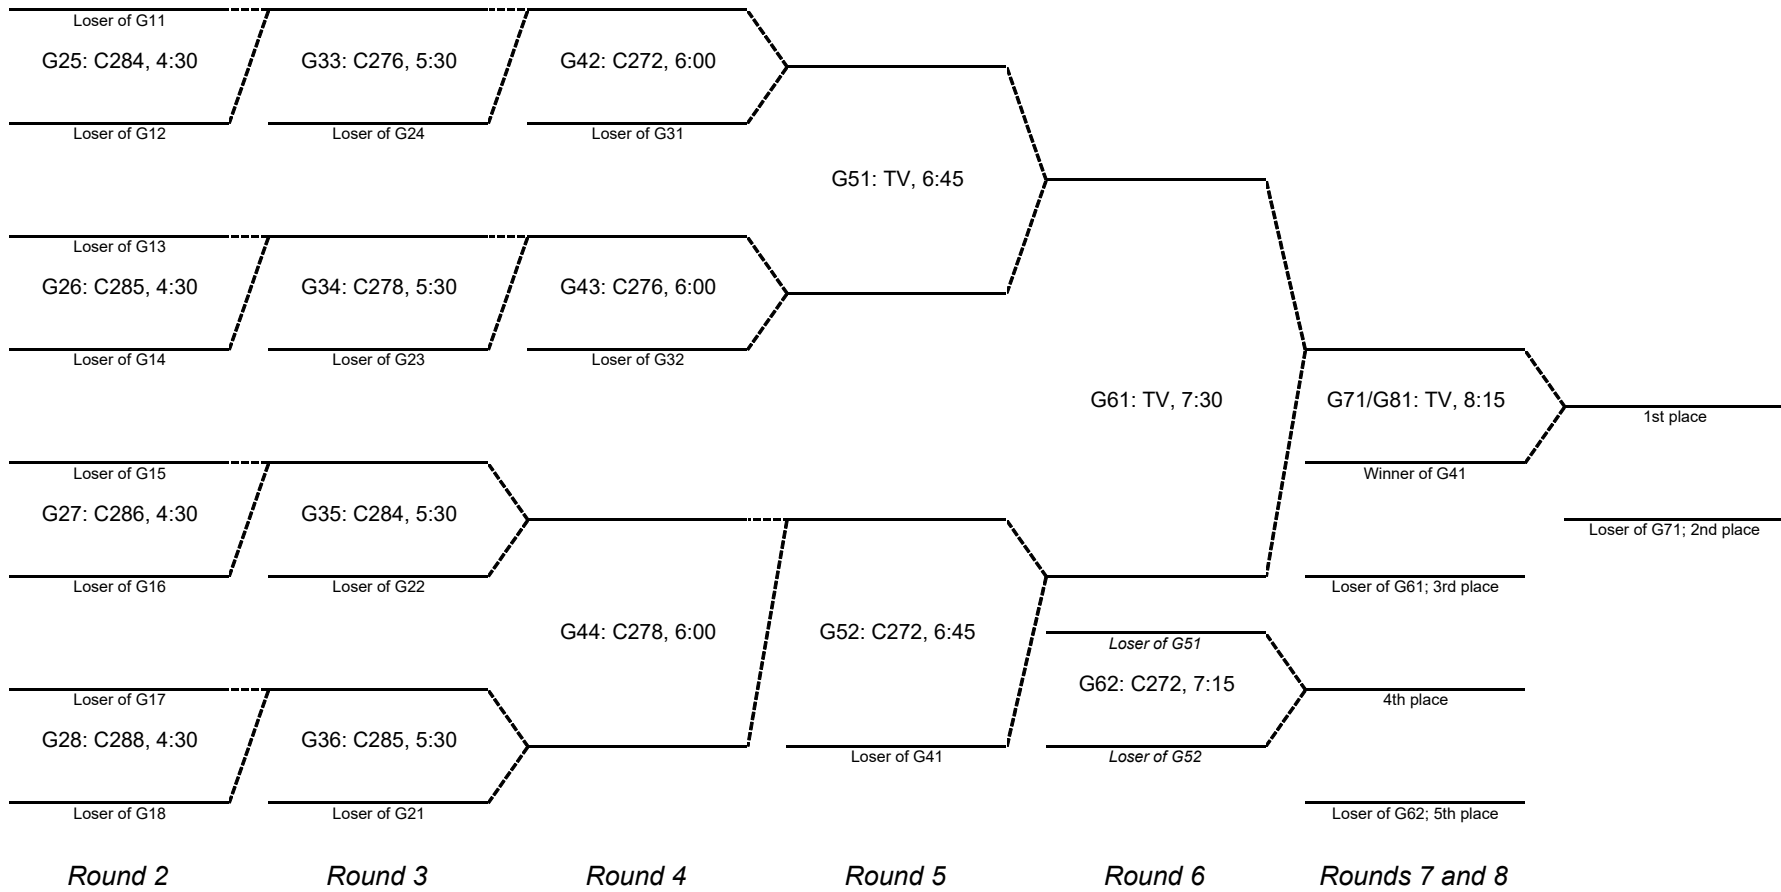 Loser of G11
G25: C284, 4:30
G33: C276, 5:30
G42: C272, 6:00
Loser of G12
Loser of G24
Loser of G31
G51: TV, 6:45
Loser of G13
G26: C285, 4:30
G34: C278, 5:30
G43: C276, 6:00
Loser of G14
Loser of G23
Loser of G32
G61: TV, 7:30
G71/G81: TV, 8:15
1st place
Loser of G15
Winner of G41
G27: C286, 4:30
G35: C284, 5:30
Loser of G71; 2nd place
Loser of G16
Loser of G22
Loser of G61; 3rd place
G44: C278, 6:00
G52: C272, 6:45
Loser of G51
G62: C272, 7:15
Loser of G17
4th place
G28: C288, 4:30
G36: C285, 5:30
Loser of G41
Loser of G52
Loser of G18
Loser of G21
Loser of G62; 5th place
Round 2
Round 3
Round 4
Round 5
Round 6
Rounds 7 and 8